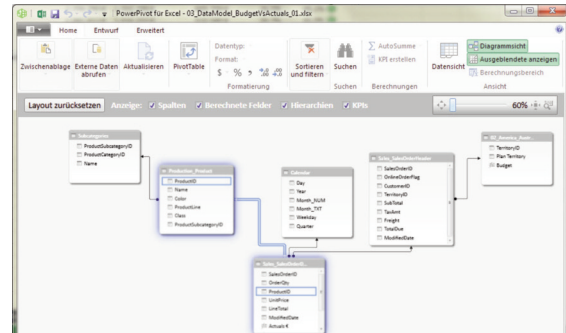 PowerPivot für Excel - 03_DataModel_BudgetVsActuals_01.xlsx
Home Entwurf Erweitert
Zwischenablage
Externe Daten abrufen
Aktualisieren
PivotTable
Datentyp:
Format:
$ % , .00 .00
Formatierung
Sortieren und filtern
Suchen
Suchen
AutoSumme
KPI erstellen
Berechnungen
Datensicht
Diagrammsicht
Ausgeblendete anzeigen
Berechnungsbereich
Ansicht
Layout zurücksetzen Anzeige: Spalten Berechnete Felder Hierarchien KPIs 60%
Subcategories
ProductSubcategoryID
ProductCategoryID
Name
Production_Product
ProductID
Name
Color
ProductLine
Class
ProductSubcategoryID
Calendar
Day
Year
Month_NUM
Month_TXT
Weekday
Quarter
Sales_SalesOrderHeader
SalesOrderID
OnlineOrderFlag
CustomerID
TerritoryID
SubTotal
TaxAmt
Freight
TotalDue
ModifiedDate
TerritoryID
Plan Territory
Budget
SalesOrderID
OrderQty
ProductID
UnitPrice
LineTotal
ModifiedDate
Actuals K